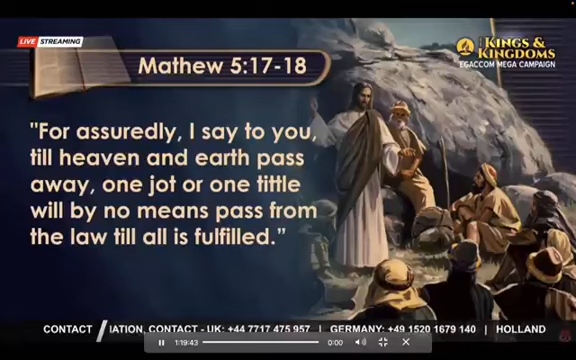 LIVE STREAMING
Mathew 5:17-18
KINGS &
KINGDOMS
EGACCOM MEGA CAMPAIGN
"For assuredly, I say to you,
till heaven and earth pass
away, one jot or one tittle
will by no means pass from
the law till all is fulfilled.”
CONTACT IATION, CONTACT - UK: +44 7717 475 957 | GERMANY: +49 1520 1679 140 | HOLLAND
1:19:43 0:00